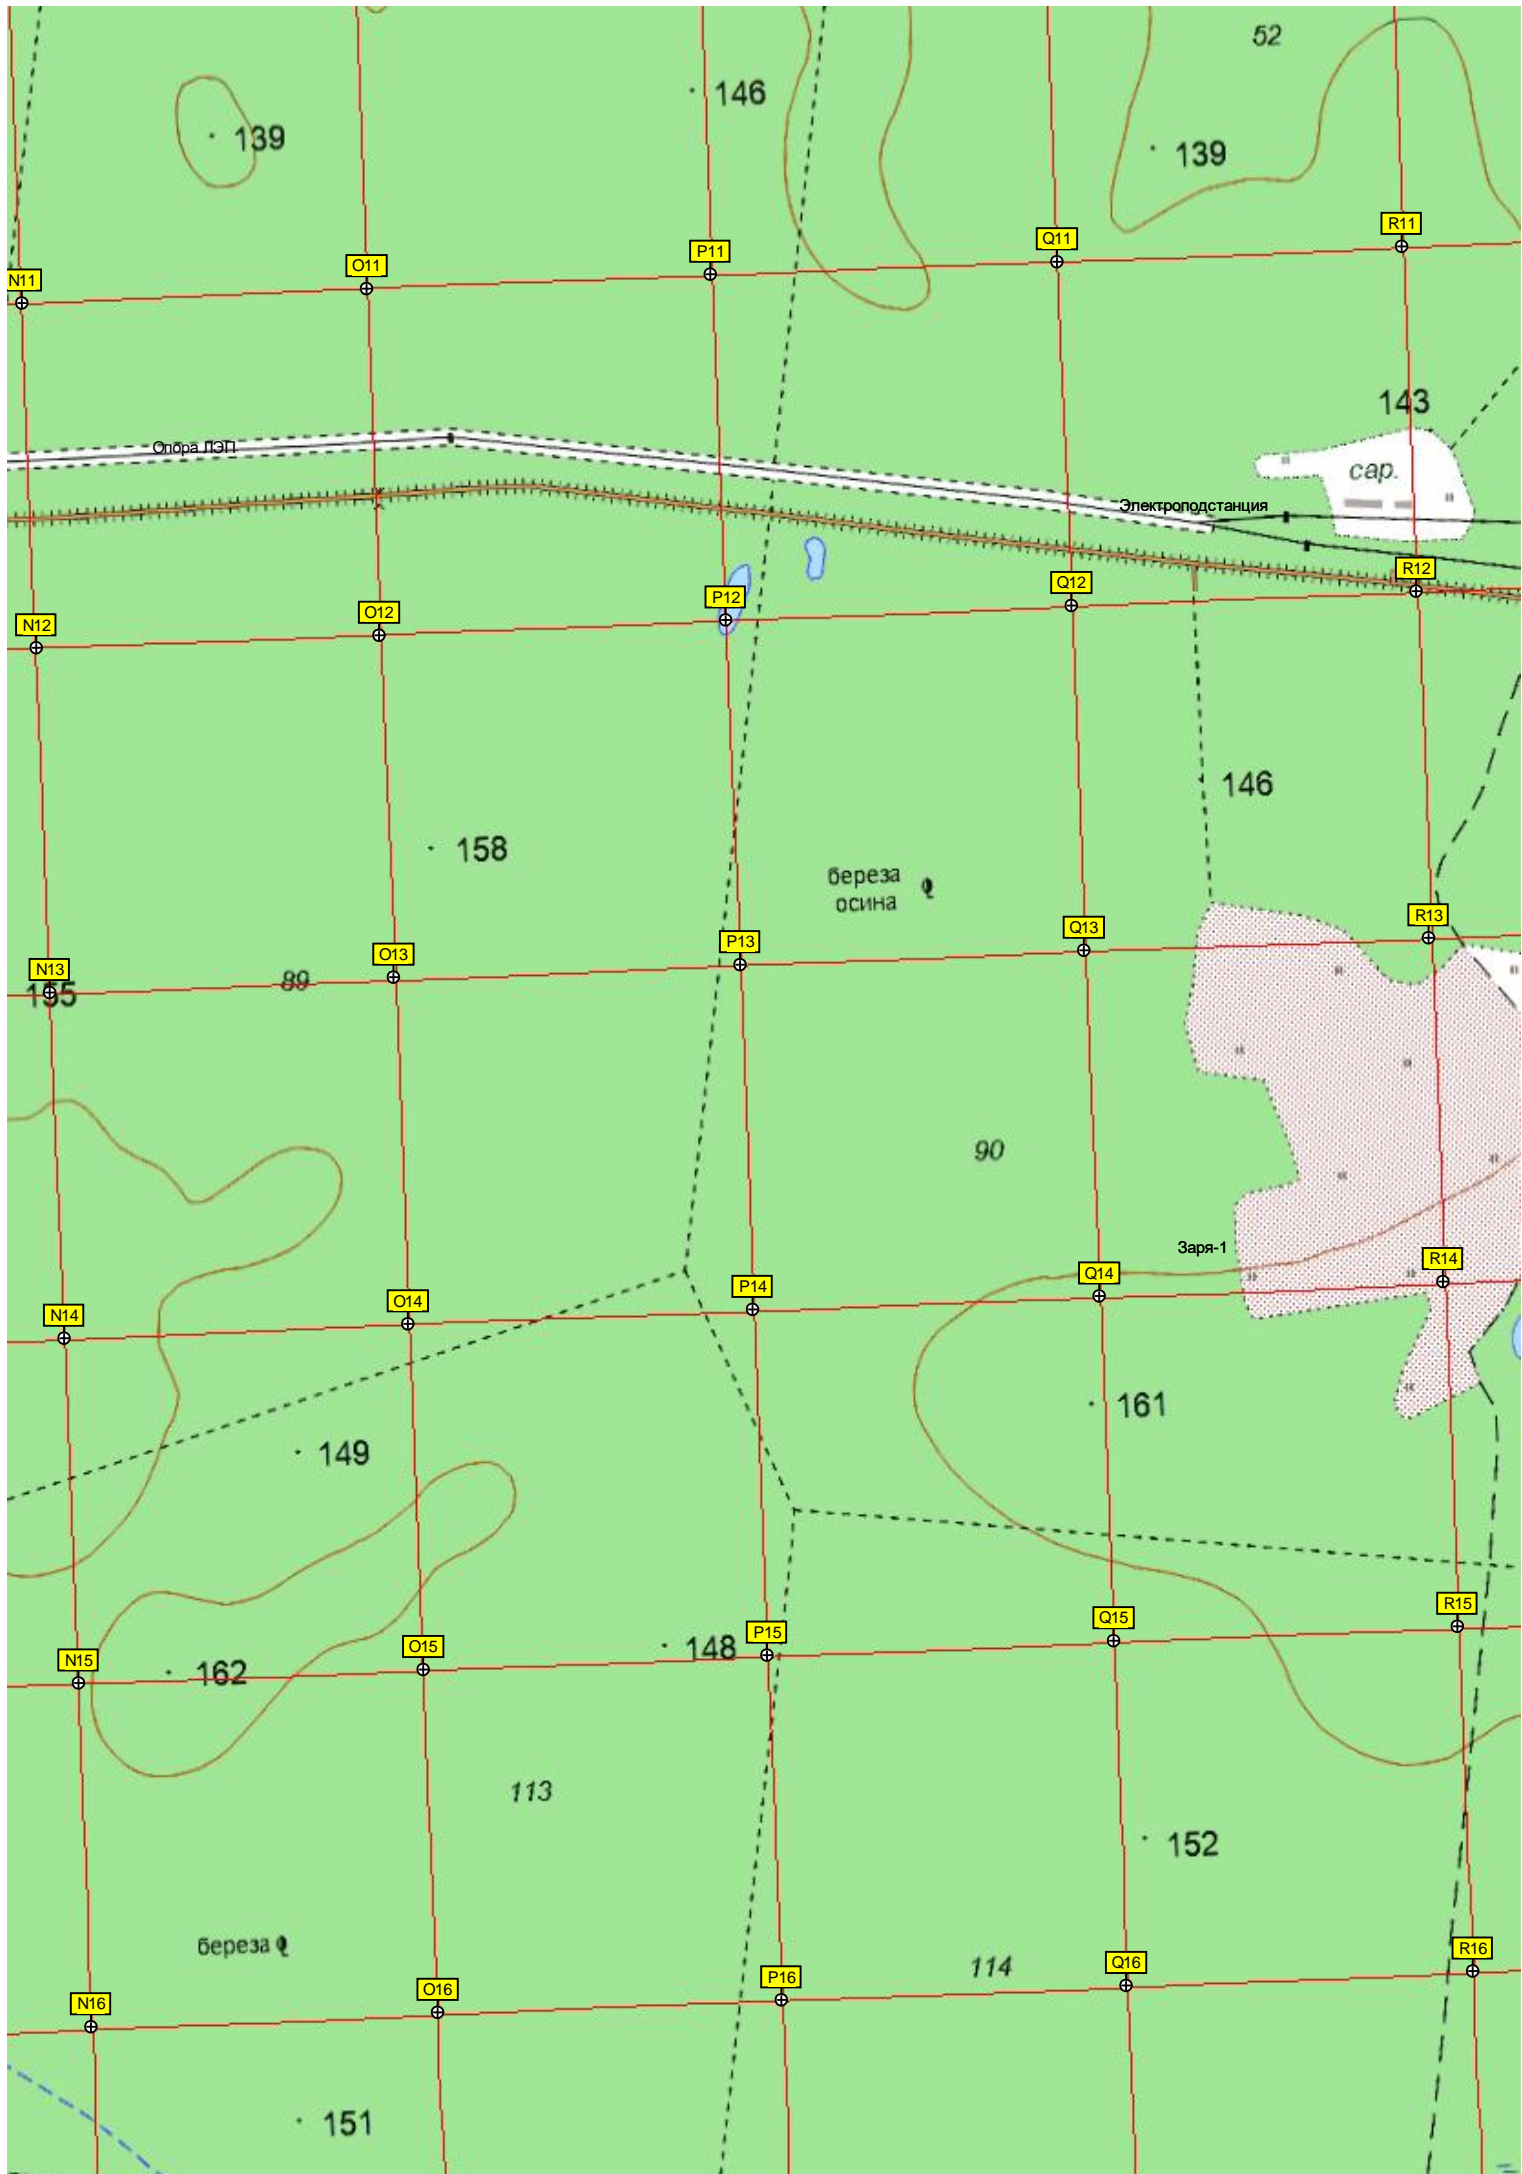 52
146
139
139
R11
Q11
P11
O11
N11
143
Опора ЛЭП
сар.
Электроподстанция
R12
Q12
P12
O12
N12
146
158
береза
осина
R13
Q13
P13
O13
N13
89
155
90
Заря-1
R14
Q14
P14
O14
N14
161
149
R15
Q15
P15
O15
N15
148
162
113
152
береза
114
R16
Q16
P16
O16
N16
151